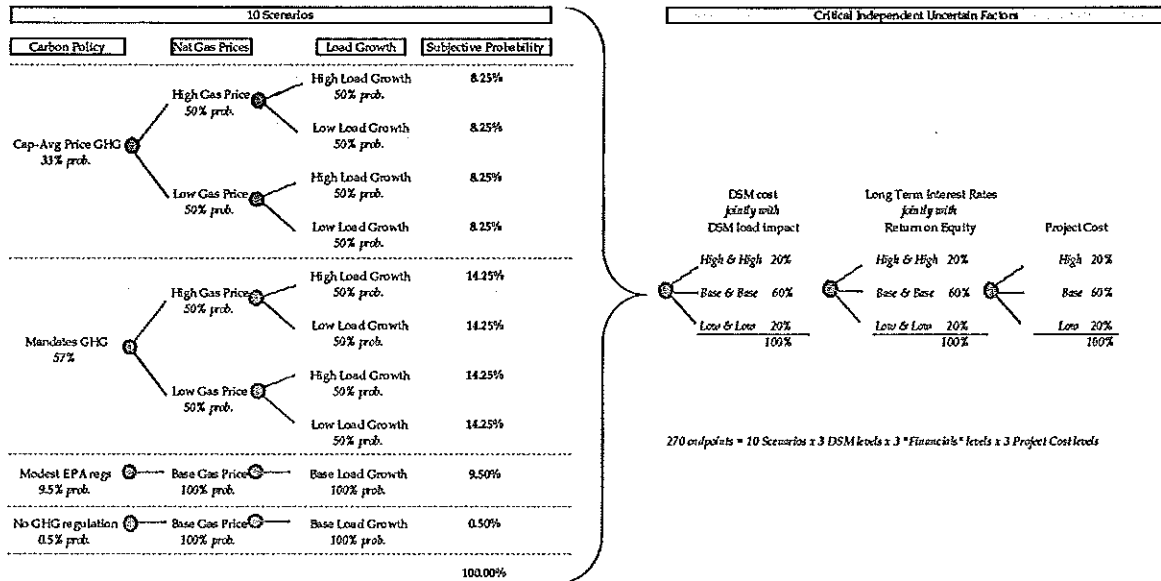 10 Scenarios
Critical Independent Uncertain Factors
Carbon Policy Nat Gas Prices Load Growth Subjective Probability
High Load Growth 8.25%
50% prob.
High Gas Price
50% prob.
Low Load Growth 8.25%
50% prob.
Cap-Avg Price GHG
33% prob.
High Load Growth 8.25%
50% prob.
Low Gas Price
50% prob.
Low Load Growth 8.25%
50% prob.
High Load Growth 14.25%
50% prob.
High Gas Price
50% prob.
Low Load Growth 14.25%
50% prob.
Mandates GHG
57%
High Load Growth 14.25%
50% prob.
Low Gas Price
50% prob.
Low Load Growth 14.25%
50% prob.
Modest EPA regs Base Gas Price Base Load Growth 9.50%
9.5% prob. 100% prob. 100% prob.
No GHG regulation Base Gas Price Base Load Growth 0.50%
0.5% prob. 100% prob. 100% prob.
100.00%
DSM cost
jointly with
DSM load impact
High & High 20%
Base & Base 60%
Low & Low 20%
100%
Long Term Interest Rates
jointly with
Return on Equity
High & High 20%
Base & Base 60%
Low & Low 20%
100%
Project Cost
High 20%
Base 60%
Low 20%
100%
270 endpoints = 10 Scenarios x 3 DSM levels x 3 "Financials" levels x 3 Project Cost levels